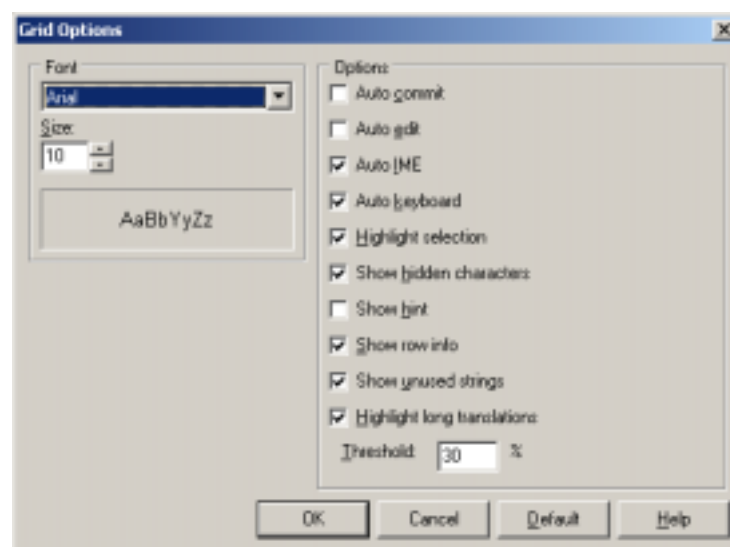 Grid Options
Font
Arial
Size:
10
AaBbYyZz
Options
Auto commit
Auto edit
Auto IME
Auto keyboard
Highlight selection
Show hidden characters
Show hint
Show row info
Show unused strings
Highlight long translations
Threshold: 30 %
OK Cancel Default Help